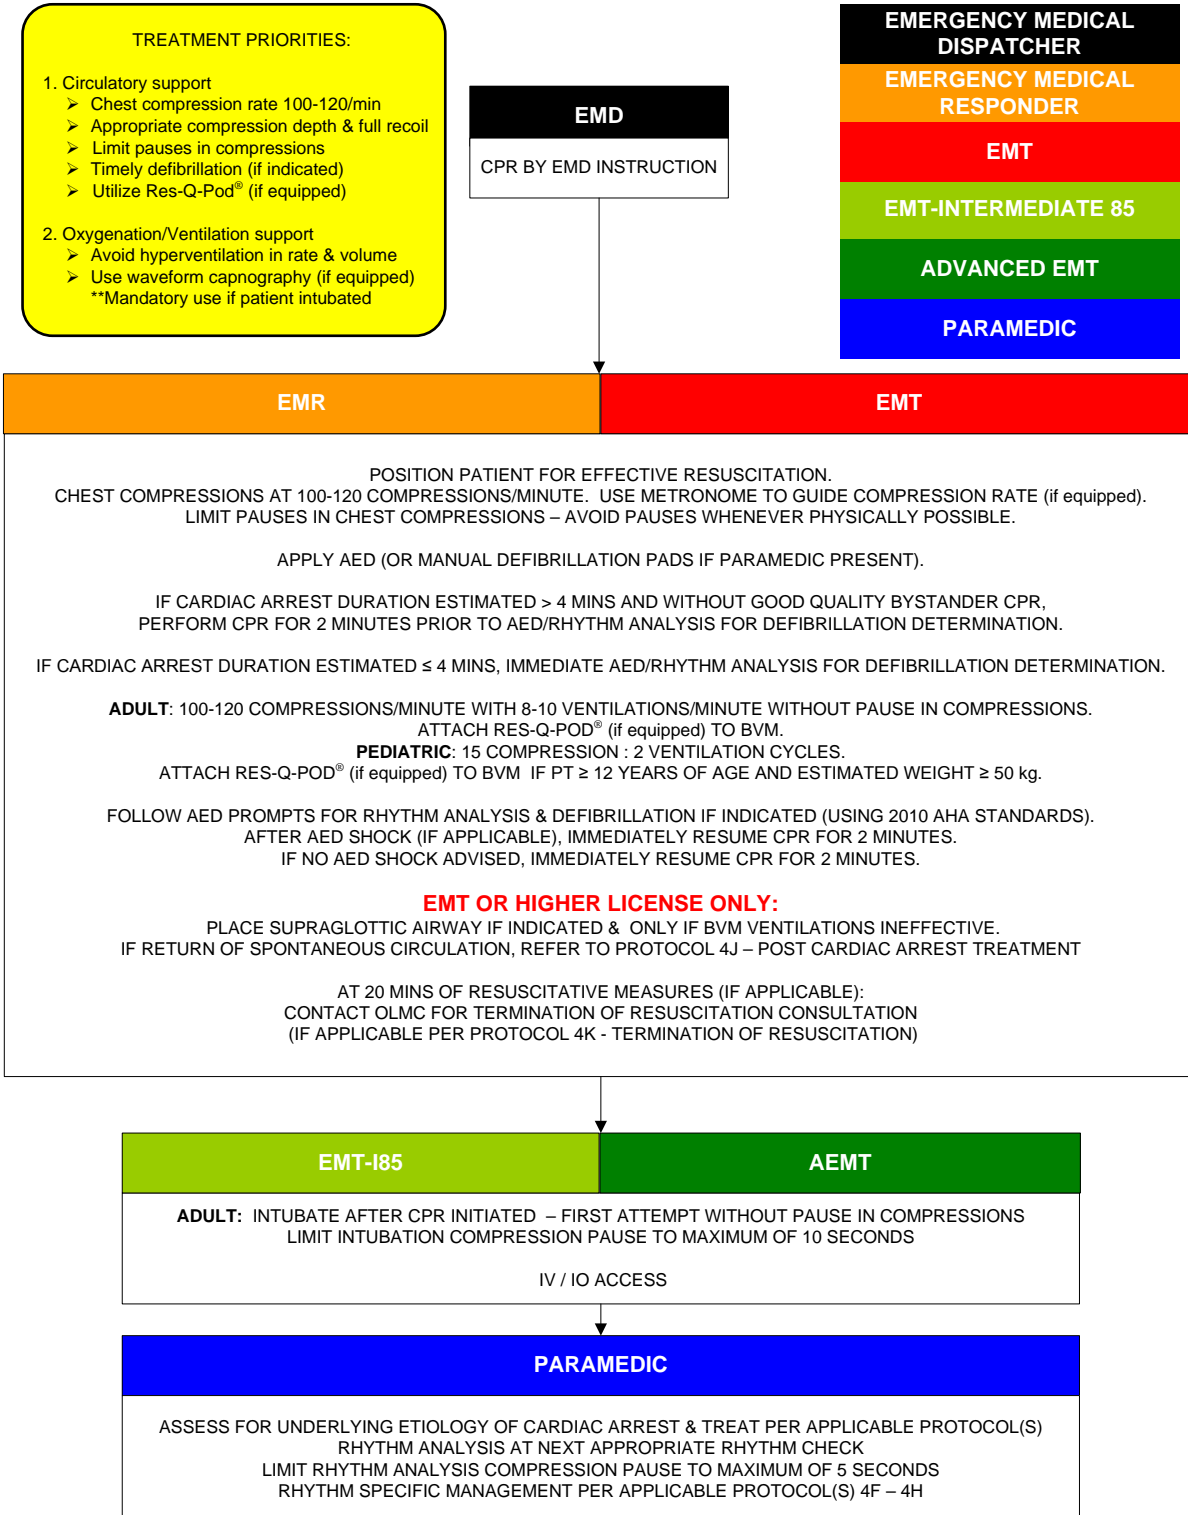 TREATMENT PRIORITIES:
1. Circulatory support
➢ Chest compression rate 100-120/min
➢ Appropriate compression depth & full recoil
➢ Limit pauses in compressions
➢ Timely defibrillation (if indicated)
➢ Utilize Res-Q-Pod® (if equipped)
2. Oxygenation/Ventilation support
➢ Avoid hyperventilation in rate & volume
➢ Use waveform capnography (if equipped)
**Mandatory use if patient intubated
EMD
CPR BY EMD INSTRUCTION
EMERGENCY MEDICAL
DISPATCHER
EMERGENCY MEDICAL
RESPONDER
EMT
EMT-INTERMEDIATE 85
ADVANCED EMT
PARAMEDIC
EMR
EMT
POSITION PATIENT FOR EFFECTIVE RESUSCITATION.
CHEST COMPRESSIONS AT 100-120 COMPRESSIONS/MINUTE. USE METRONOME TO GUIDE COMPRESSION RATE (if equipped).
LIMIT PAUSES IN CHEST COMPRESSIONS – AVOID PAUSES WHENEVER PHYSICALLY POSSIBLE.
APPLY AED (OR MANUAL DEFIBRILLATION PADS IF PARAMEDIC PRESENT).
IF CARDIAC ARREST DURATION ESTIMATED > 4 MINS AND WITHOUT GOOD QUALITY BYSTANDER CPR,
PERFORM CPR FOR 2 MINUTES PRIOR TO AED/RHYTHM ANALYSIS FOR DEFIBRILLATION DETERMINATION.
IF CARDIAC ARREST DURATION ESTIMATED ≤ 4 MINS, IMMEDIATE AED/RHYTHM ANALYSIS FOR DEFIBRILLATION DETERMINATION.
ADULT: 100-120 COMPRESSIONS/MINUTE WITH 8-10 VENTILATIONS/MINUTE WITHOUT PAUSE IN COMPRESSIONS.
ATTACH RES-Q-POD® (if equipped) TO BVM.
PEDIATRIC: 15 COMPRESSION : 2 VENTILATION CYCLES.
ATTACH RES-Q-POD® (if equipped) TO BVM IF PT ≥ 12 YEARS OF AGE AND ESTIMATED WEIGHT ≥ 50 kg.
FOLLOW AED PROMPTS FOR RHYTHM ANALYSIS & DEFIBRILLATION IF INDICATED (USING 2010 AHA STANDARDS).
AFTER AED SHOCK (IF APPLICABLE), IMMEDIATELY RESUME CPR FOR 2 MINUTES.
IF NO AED SHOCK ADVISED, IMMEDIATELY RESUME CPR FOR 2 MINUTES.
EMT OR HIGHER LICENSE ONLY:
PLACE SUPRAGLOTTIC AIRWAY IF INDICATED & ONLY IF BVM VENTILATIONS INEFFECTIVE.
IF RETURN OF SPONTANEOUS CIRCULATION, REFER TO PROTOCOL 4J – POST CARDIAC ARREST TREATMENT
AT 20 MINS OF RESUSCITATIVE MEASURES (IF APPLICABLE):
CONTACT OLMC FOR TERMINATION OF RESUSCITATION CONSULTATION
(IF APPLICABLE PER PROTOCOL 4K - TERMINATION OF RESUSCITATION)
EMT-I85
AEMT
ADULT: INTUBATE AFTER CPR INITIATED – FIRST ATTEMPT WITHOUT PAUSE IN COMPRESSIONS
LIMIT INTUBATION COMPRESSION PAUSE TO MAXIMUM OF 10 SECONDS
IV / IO ACCESS
PARAMEDIC
ASSESS FOR UNDERLYING ETIOLOGY OF CARDIAC ARREST & TREAT PER APPLICABLE PROTOCOL(S)
RHYTHM ANALYSIS AT NEXT APPROPRIATE RHYTHM CHECK
LIMIT RHYTHM ANALYSIS COMPRESSION PAUSE TO MAXIMUM OF 5 SECONDS
RHYTHM SPECIFIC MANAGEMENT PER APPLICABLE PROTOCOL(S) 4F – 4H